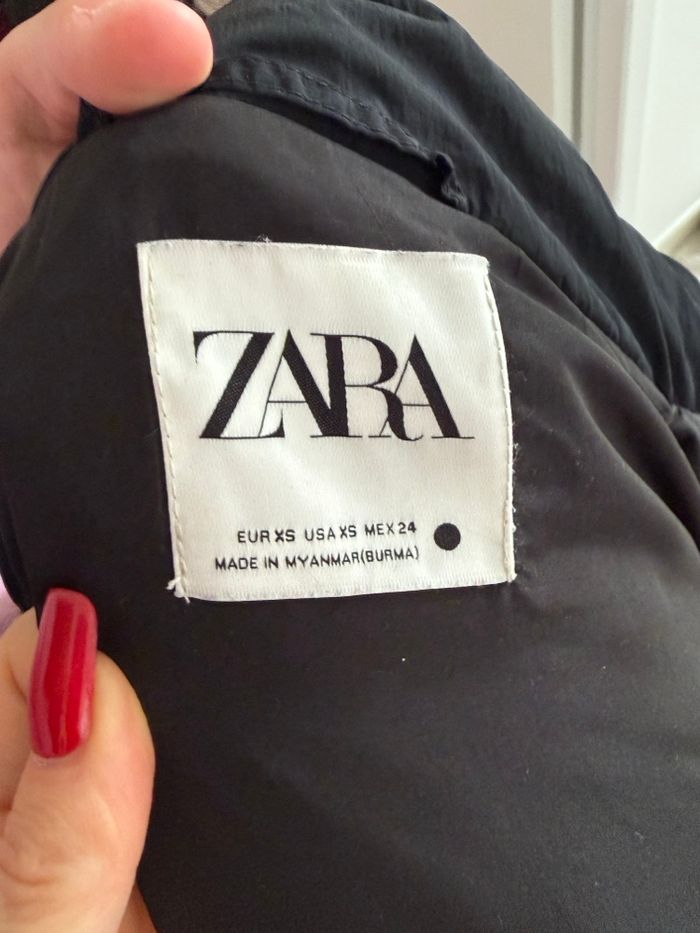 ZARA
EUR XS USA XS MEX 24
MADE IN MYANMAR(BURMA)